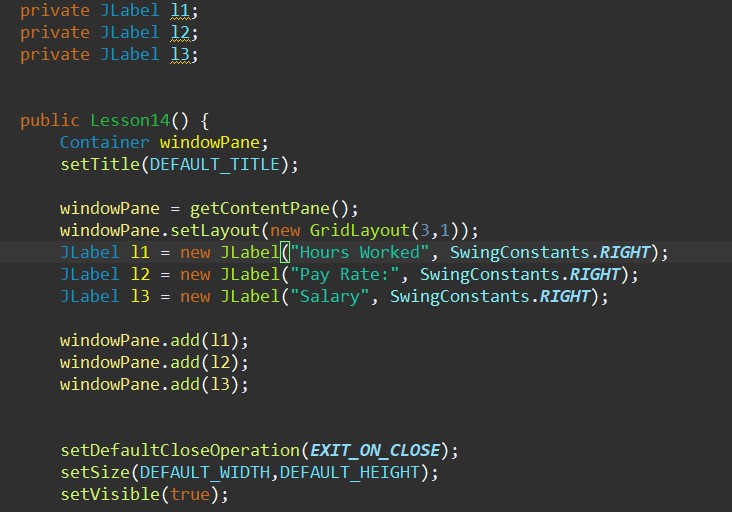 private JLabel l1;
private JLabel l2;
private JLabel l3;
public Lesson14() {
Container windowPane;
setTitle(DEFAULT_TITLE);
windowPane = getContentPane();
windowPane.setLayout(new GridLayout(3,1));
JLabel l1 = new JLabel("Hours Worked", SwingConstants.RIGHT);
JLabel l2 = new JLabel("Pay Rate:", SwingConstants.RIGHT);
JLabel l3 = new JLabel("Salary", SwingConstants.RIGHT);
windowPane.add(l1);
windowPane.add(l2);
windowPane.add(l3);
setDefaultCloseOperation(EXIT_ON_CLOSE);
setSize(DEFAULT_WIDTH,DEFAULT_HEIGHT);
setVisible(true);